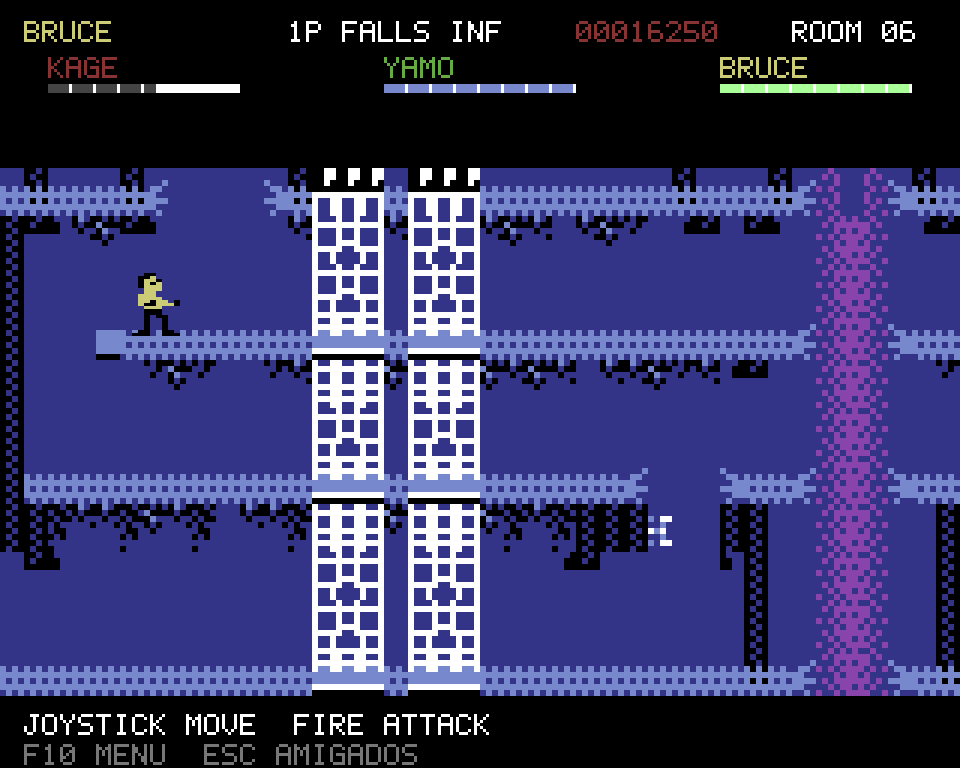 BRUCE 1P FALLS INF 00016250 ROOM 06
KAGE YAMO BRUCE
JOYSTICK MOVE FIRE ATTACK
F10 MENU ESC AMIGADOS